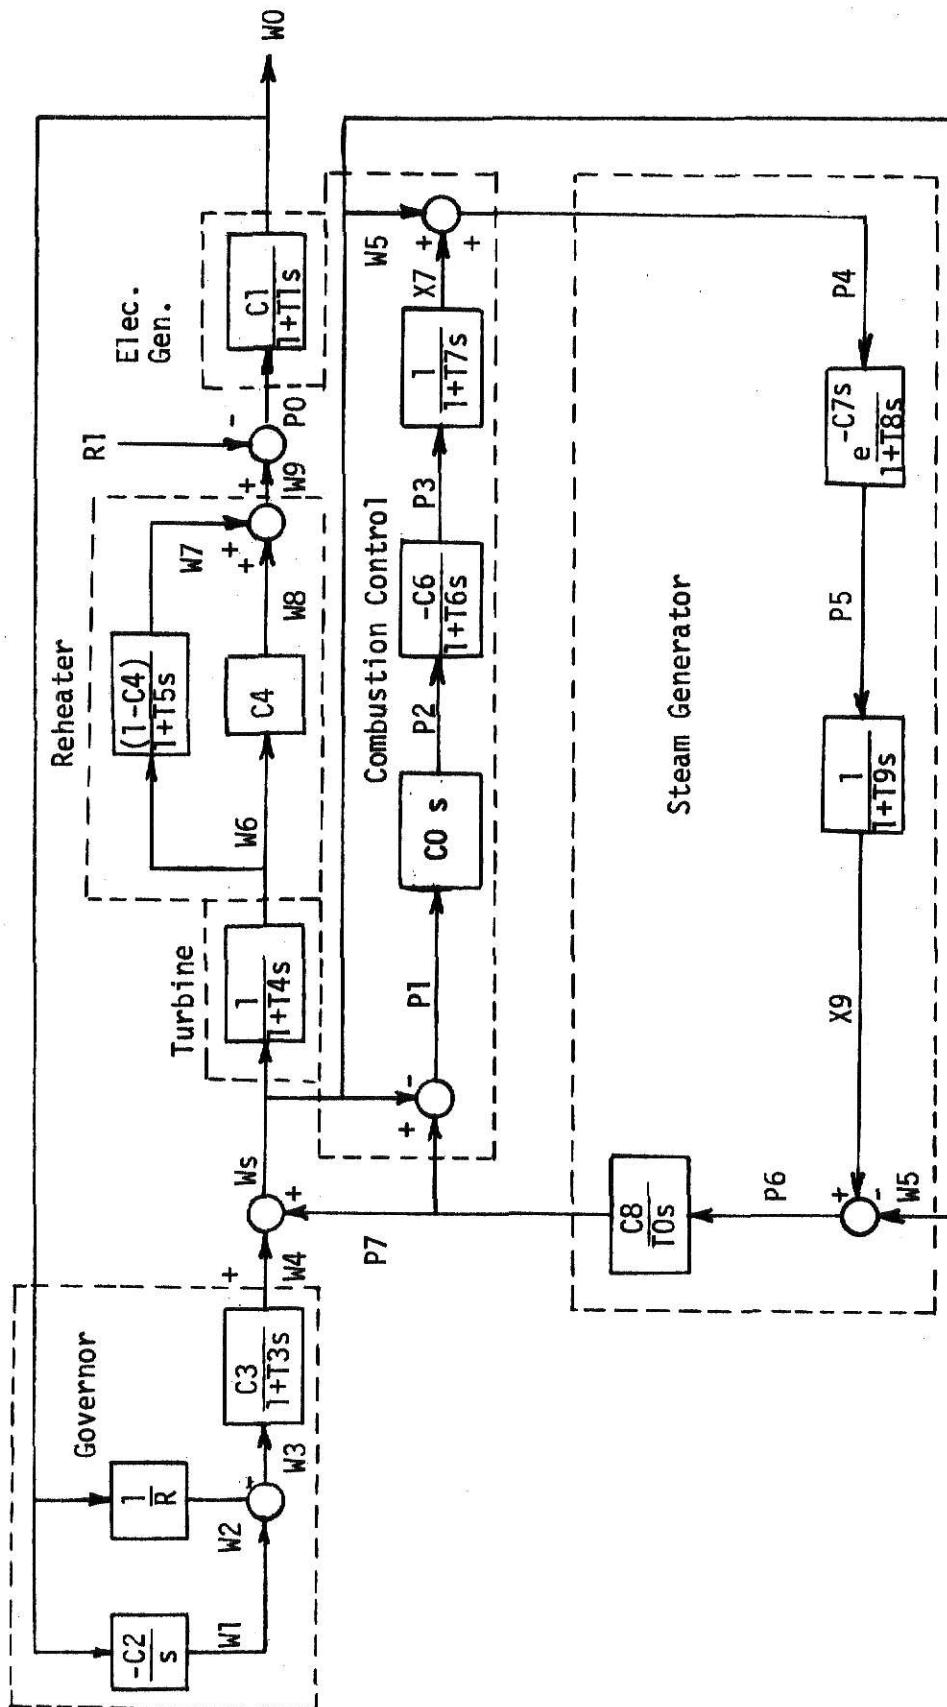 Governor
-C2
s
W1
1
R
W2
+
W3
C3
1+T3s
W4
+
+
Ws
Turbine
1
1+T4s
W6
Reheater
(1-C4)
1+T5s
W7
C4
W8
+
+
W9
+
-
R1
P0
Elec.
Gen.
C1
1+T1s
W0
Combustion Control
P7
+
-
P1
C0 s
P2
-C6
1+T6s
P3
1
1+T7s
X7
W5
+
+
Steam Generator
C8
T0s
P6
+
-
W5
X9
1
1+T9s
P5
e-C7s
1+T8s
P4